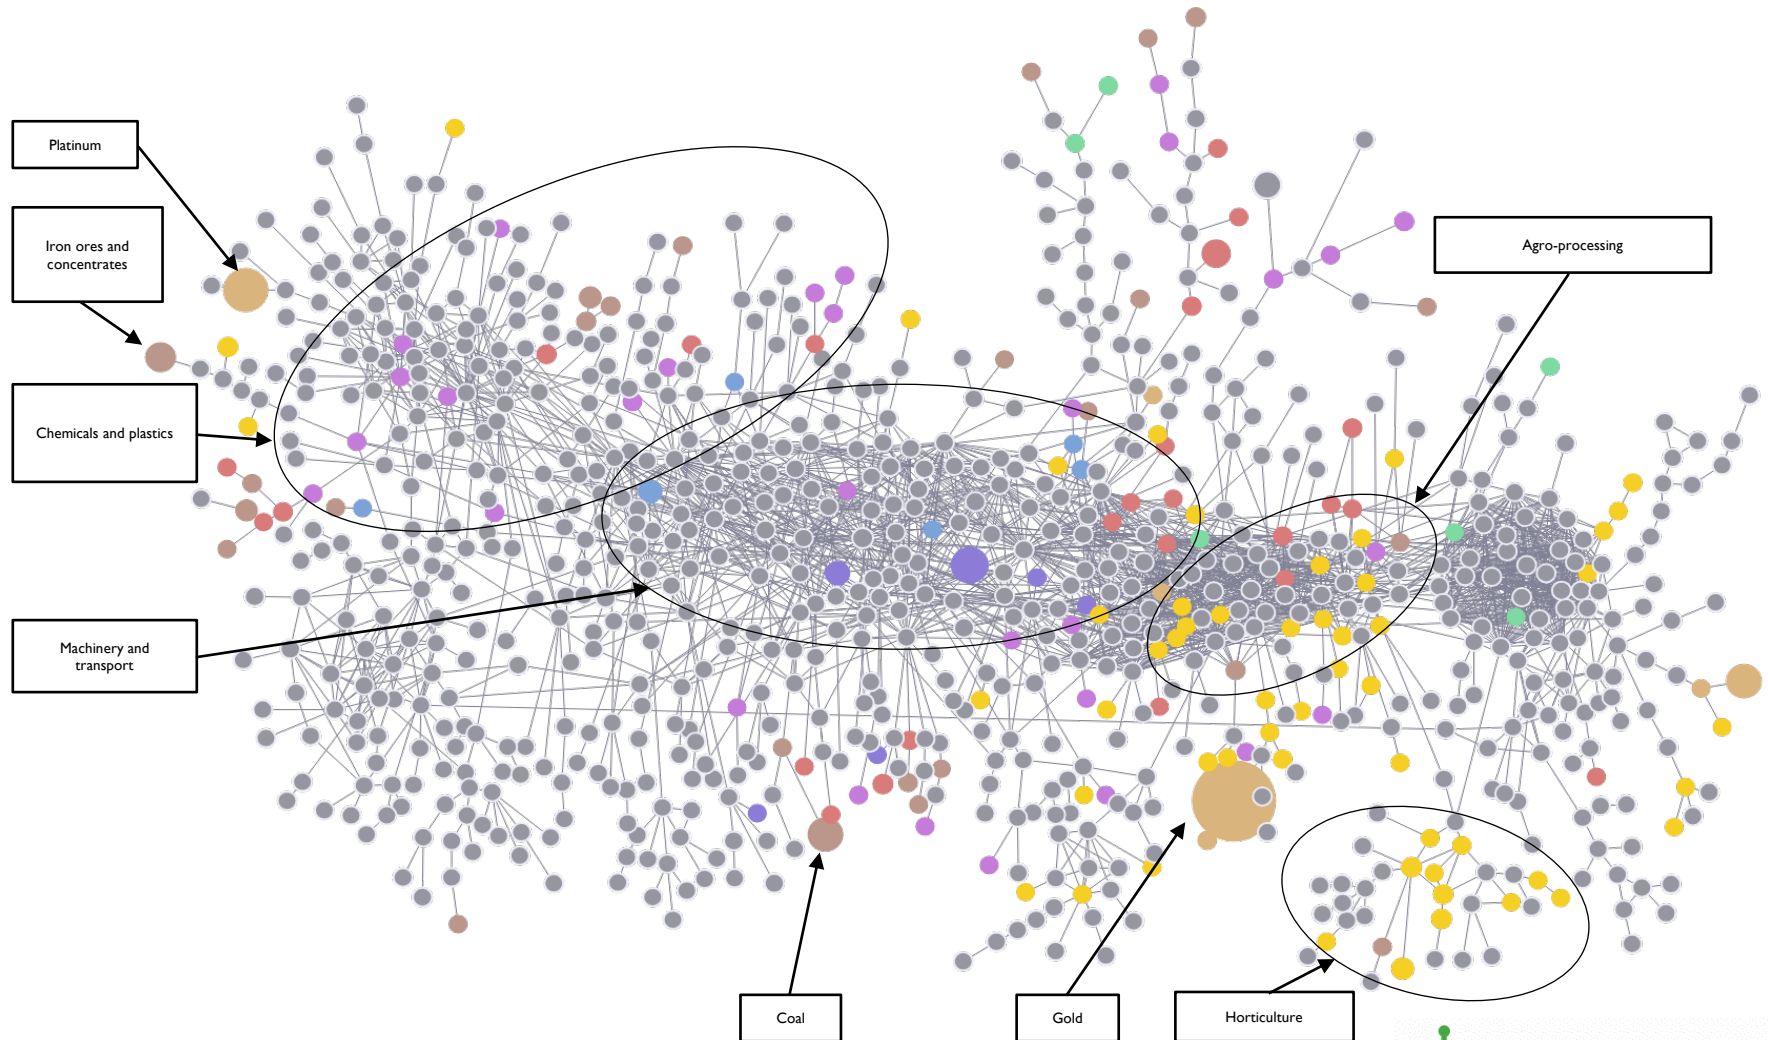 Platinum
Iron ores and
concentrates
Agro-processing
Chemicals and plastics
Machinery and
transport
Coal
Gold
Horticulture